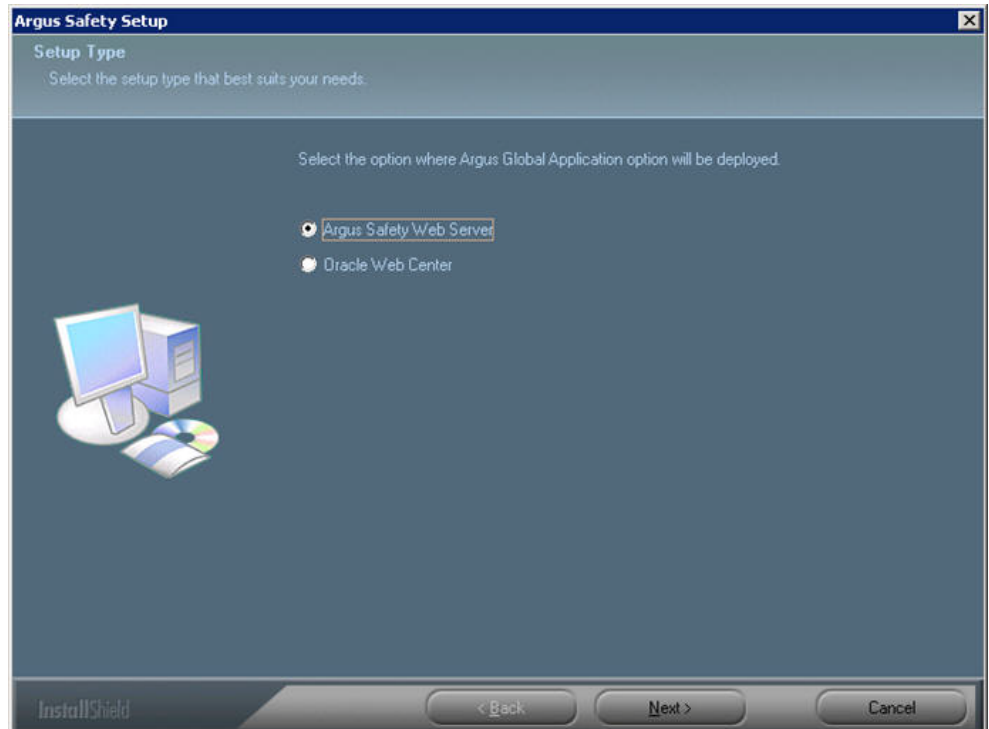 Argus Safety Setup
Setup Type
Select the setup type that best suits your needs.
Select the option where Argus Global Application option will be deployed.
Argus Safety Web Server
Oracle Web Center
InstallShield
< Back
Next >
Cancel